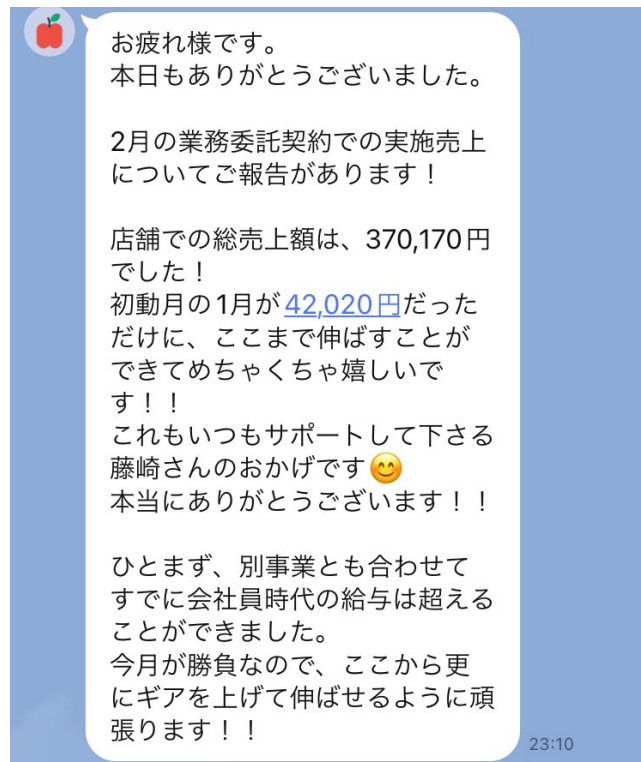 お疲れ様です。
本日もありがとうございました。
2月の業務委託契約での実施売上
についてご報告があります！
店舗での総売上額は、370,170円
でした！
初動月の1月が42,020円だった
だけに、ここまで伸ばすことが
できてめちゃくちゃ嬉しいで
す！！
これもいつもサポートして下さる
藤崎さんのおかげです😊
本当にありがとうございます！！
ひとまず、別事業とも合わせて
すでに会社員時代の給与は超える
ことができました。
今月が勝負なので、ここから更
にギアを上げて伸ばせるように頑
張ります！！
23:10